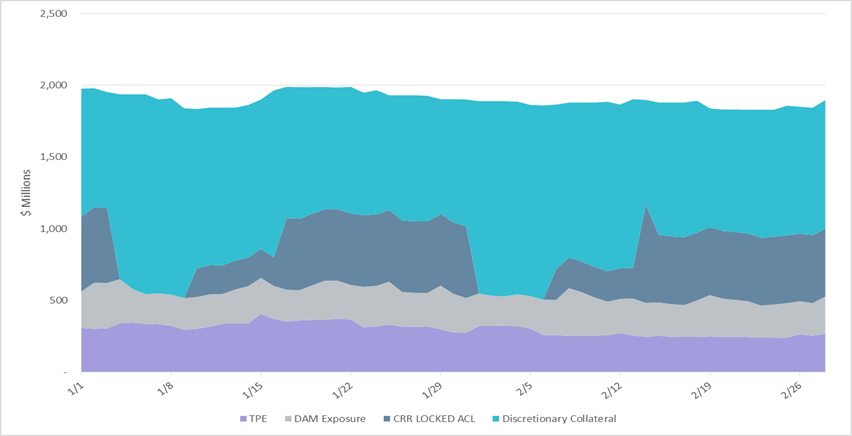 2,500
2,000
1,500
1,000
500
-
$ Millions
1/1 1/8 1/15 1/22 1/29 2/5 2/12 2/19 2/26
TPE DAM Exposure CRR LOCKED ACL Discretionary Collateral